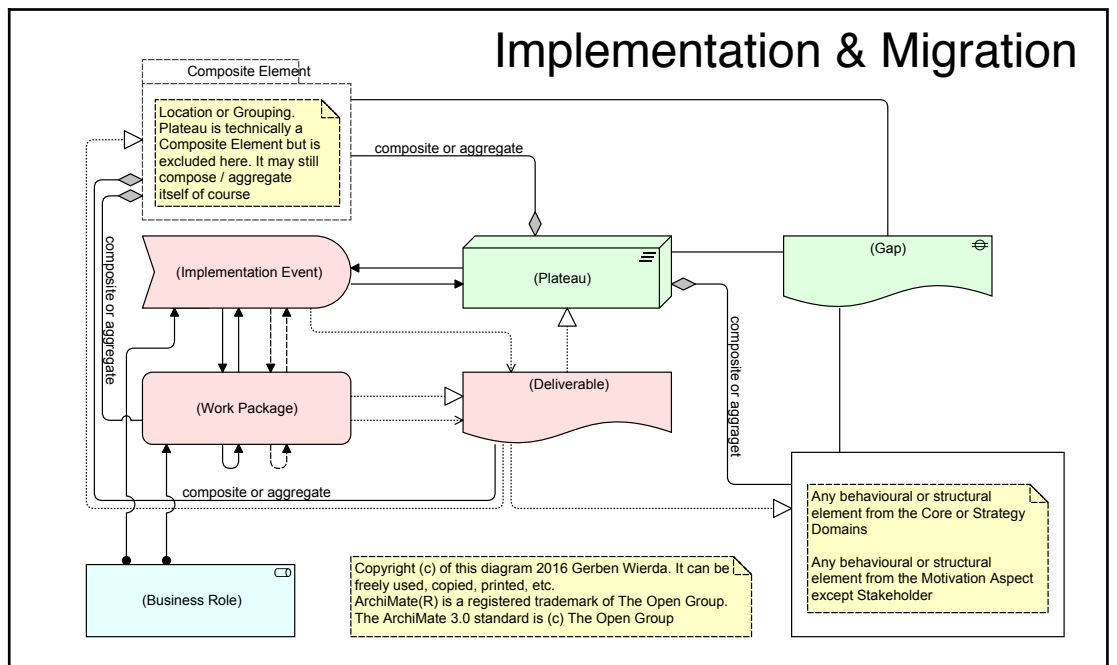 Implementation & Migration
Composite Element
Location or Grouping.
Plateau is technically a
Composite Element but is
excluded here. It may still
compose / aggregate
itself of course
composite or aggregate
composite or aggregate
(Implementation Event)
(Plateau)
(Gap)
composite or aggraget
(Work Package)
(Deliverable)
composite or aggregate
Any behavioural or structural
element from the Core or Strategy
Domains
Any behavioural or structural
element from the Motivation Aspect
except Stakeholder
(Business Role)
Copyright (c) of this diagram 2016 Gerben Wierda. It can be
freely used, copied, printed, etc.
ArchiMate(R) is a registered trademark of The Open Group.
The ArchiMate 3.0 standard is (c) The Open Group